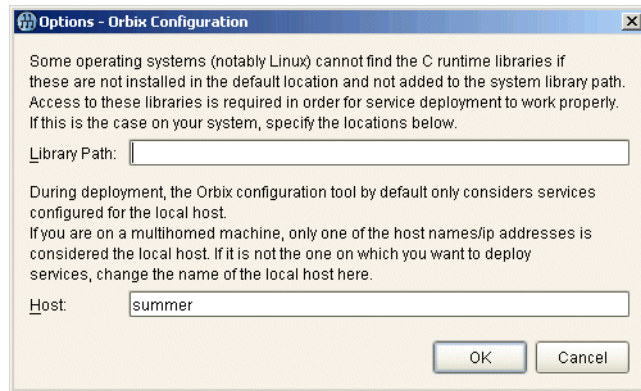 Options - Orbix Configuration
Some operating systems (notably Linux) cannot find the C runtime libraries if
these are not installed in the default location and not added to the system library path.
Access to these libraries is required in order for service deployment to work properly.
If this is the case on your system, specify the locations below.
Library Path:
During deployment, the Orbix configuration tool by default only considers services
configured for the local host.
If you are on a multihomed machine, only one of the host names/ip addresses is
considered the local host. If it is not the one on which you want to deploy
services, change the name of the local host here.
Host: summer
OK Cancel